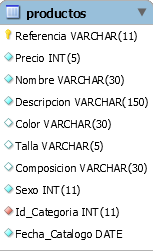 productos
Referencia VARCHAR(11)
Precio INT(5)
Nombre VARCHAR(30)
Descripcion VARCHAR(150)
Color VARCHAR(30)
Talla VARCHAR(5)
Composicion VARCHAR(30)
Sexo INT(11)
Id_Categoria INT(11)
Fecha_Catalogo DATE